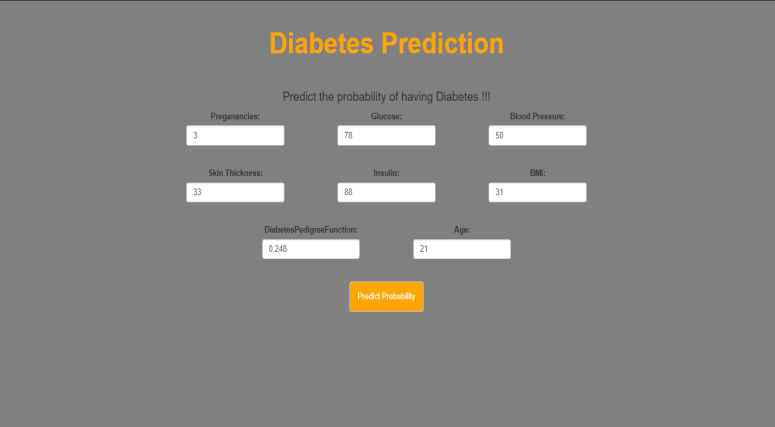 Diabetes Prediction
Predict the probability of having Diabetes !!!
Preganancies: Glucose: Blood Pressure:
3 78 50
Skin Thickness: Insulin: BMI:
33 88 31
DiabetesPedigreeFunction: Age:
0.248 21
Predict Probability